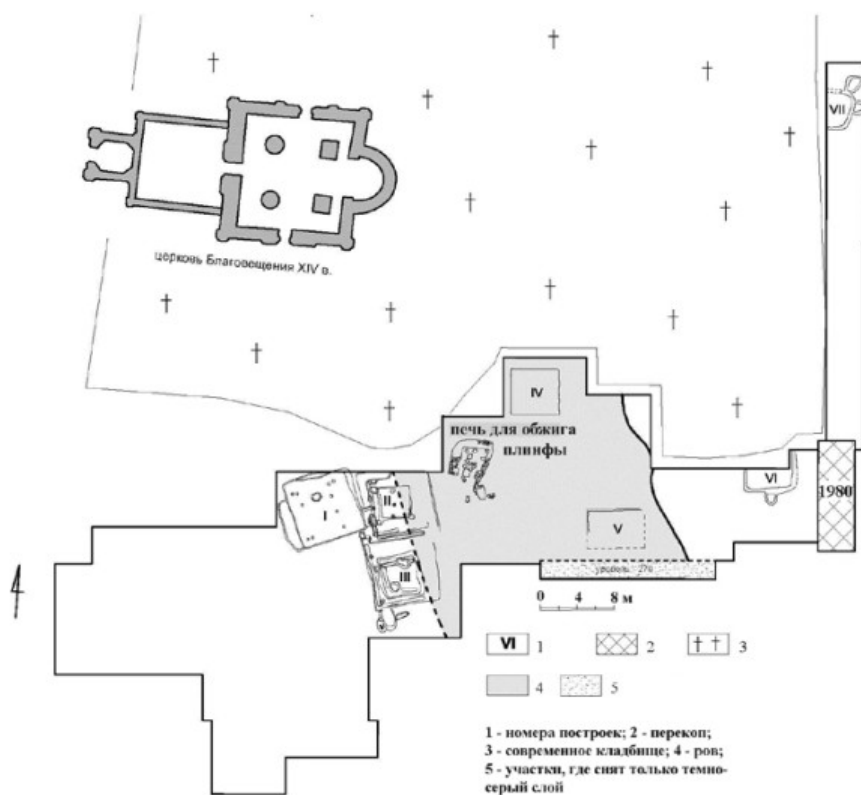 VII
церковь Благовещения XIV в.
IV
печь для обжига
плинфы
VI
1980
I
II
V
III
уровень -270
0 4 8 м
VI 1
2
3
4
5
1 - номера построек; 2 - перекоп;
3 - современное кладбище; 4 - ров;
5 - участки, где снят только темно-
серый слой